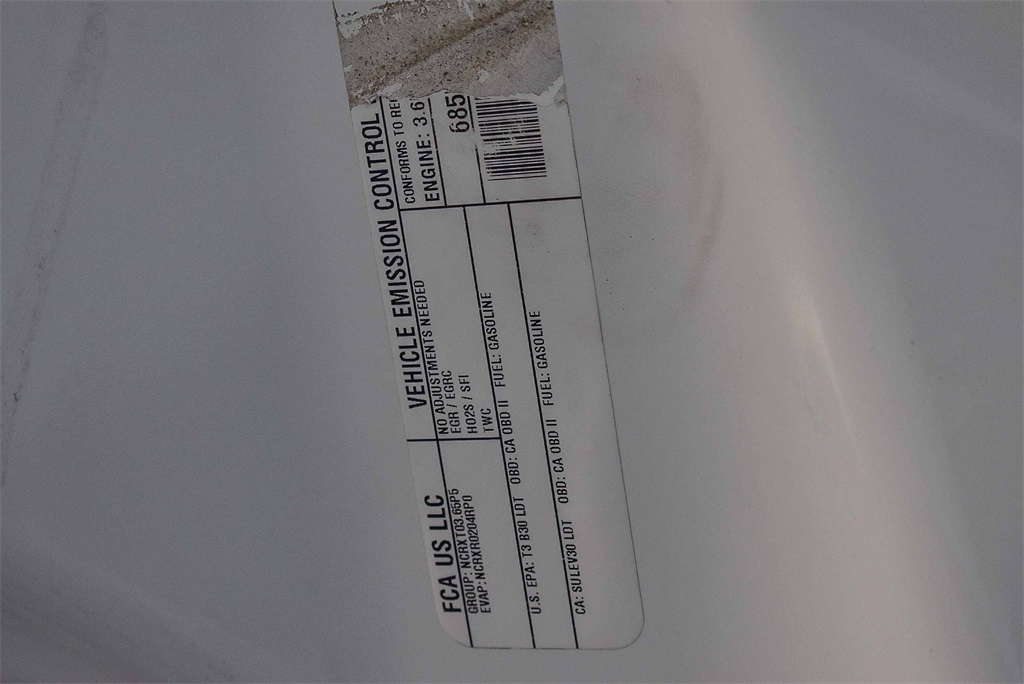 FCA US LLC
GROUP: NCRXT03.65P5
EVAP: NCRXR0204RP0
VEHICLE EMISSION CONTROL
NO ADJUSTMENTS NEEDED
EGR / EGRC
HO2S / SFI
TWC
CONFORMS TO RE
ENGINE: 3.6
685
U.S. EPA: T3 B30 LDT OBD: CA OBD II FUEL: GASOLINE
CA: SULEV30 LDT OBD: CA OBD II FUEL: GASOLINE